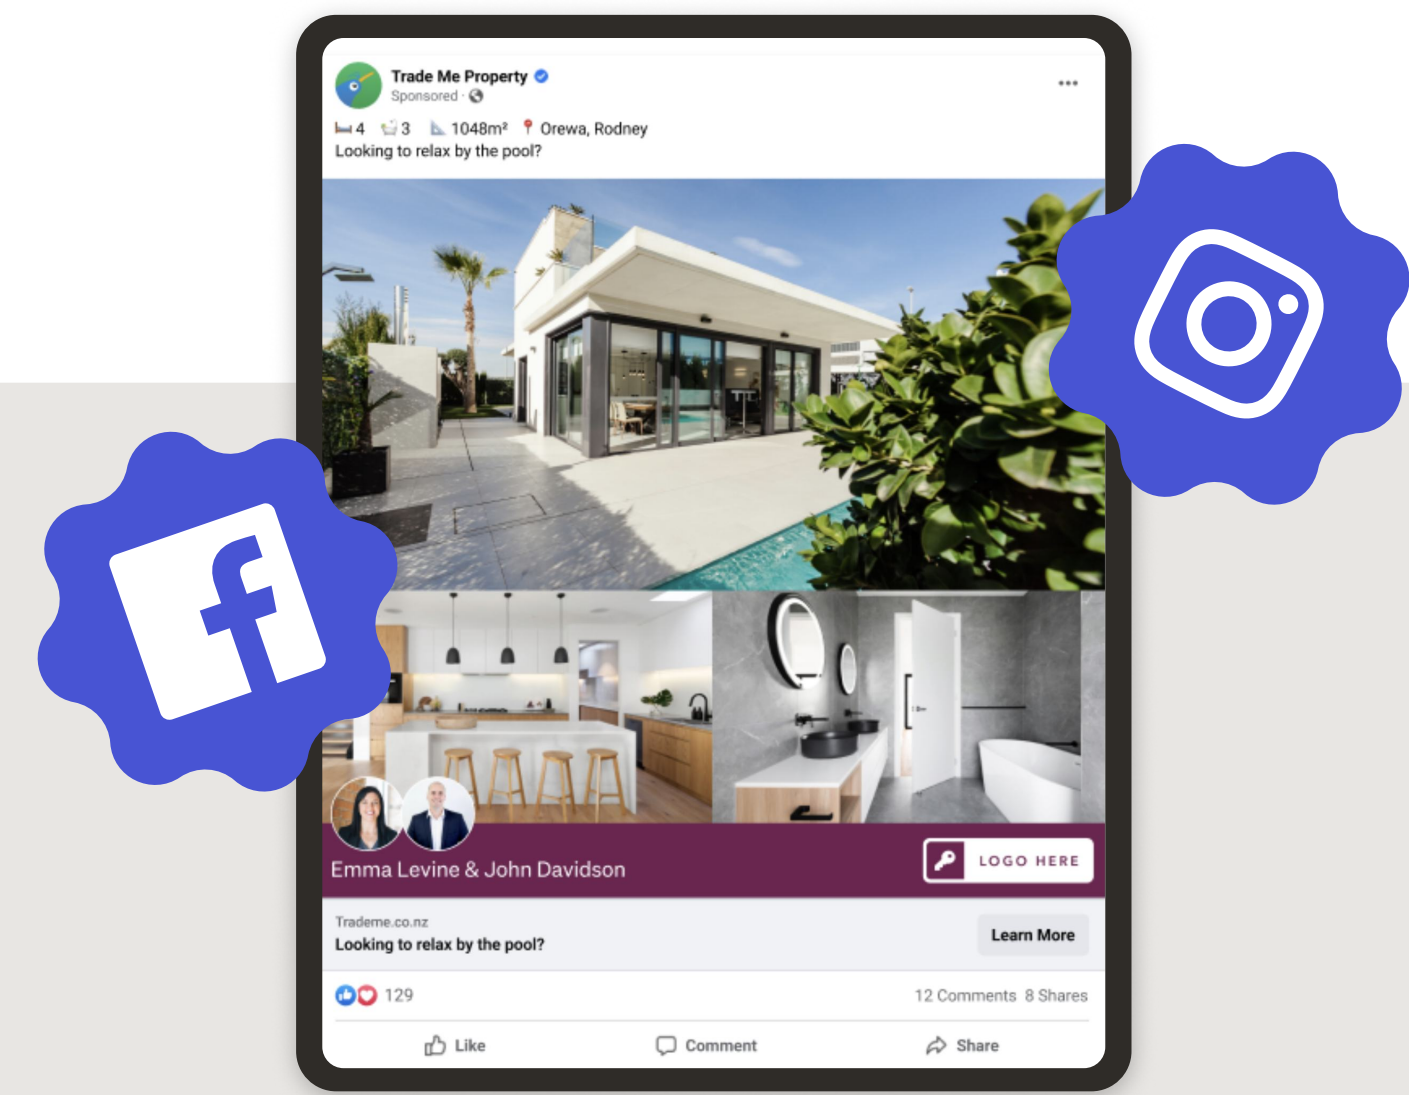 Trade Me Property
Sponsored ·
4 3 1048m² Orewa, Rodney
Looking to relax by the pool?
Emma Levine & John Davidson
LOGO HERE
Trademe.co.nz
Looking to relax by the pool?
Learn More
129
12 Comments 8 Shares
Like Comment Share